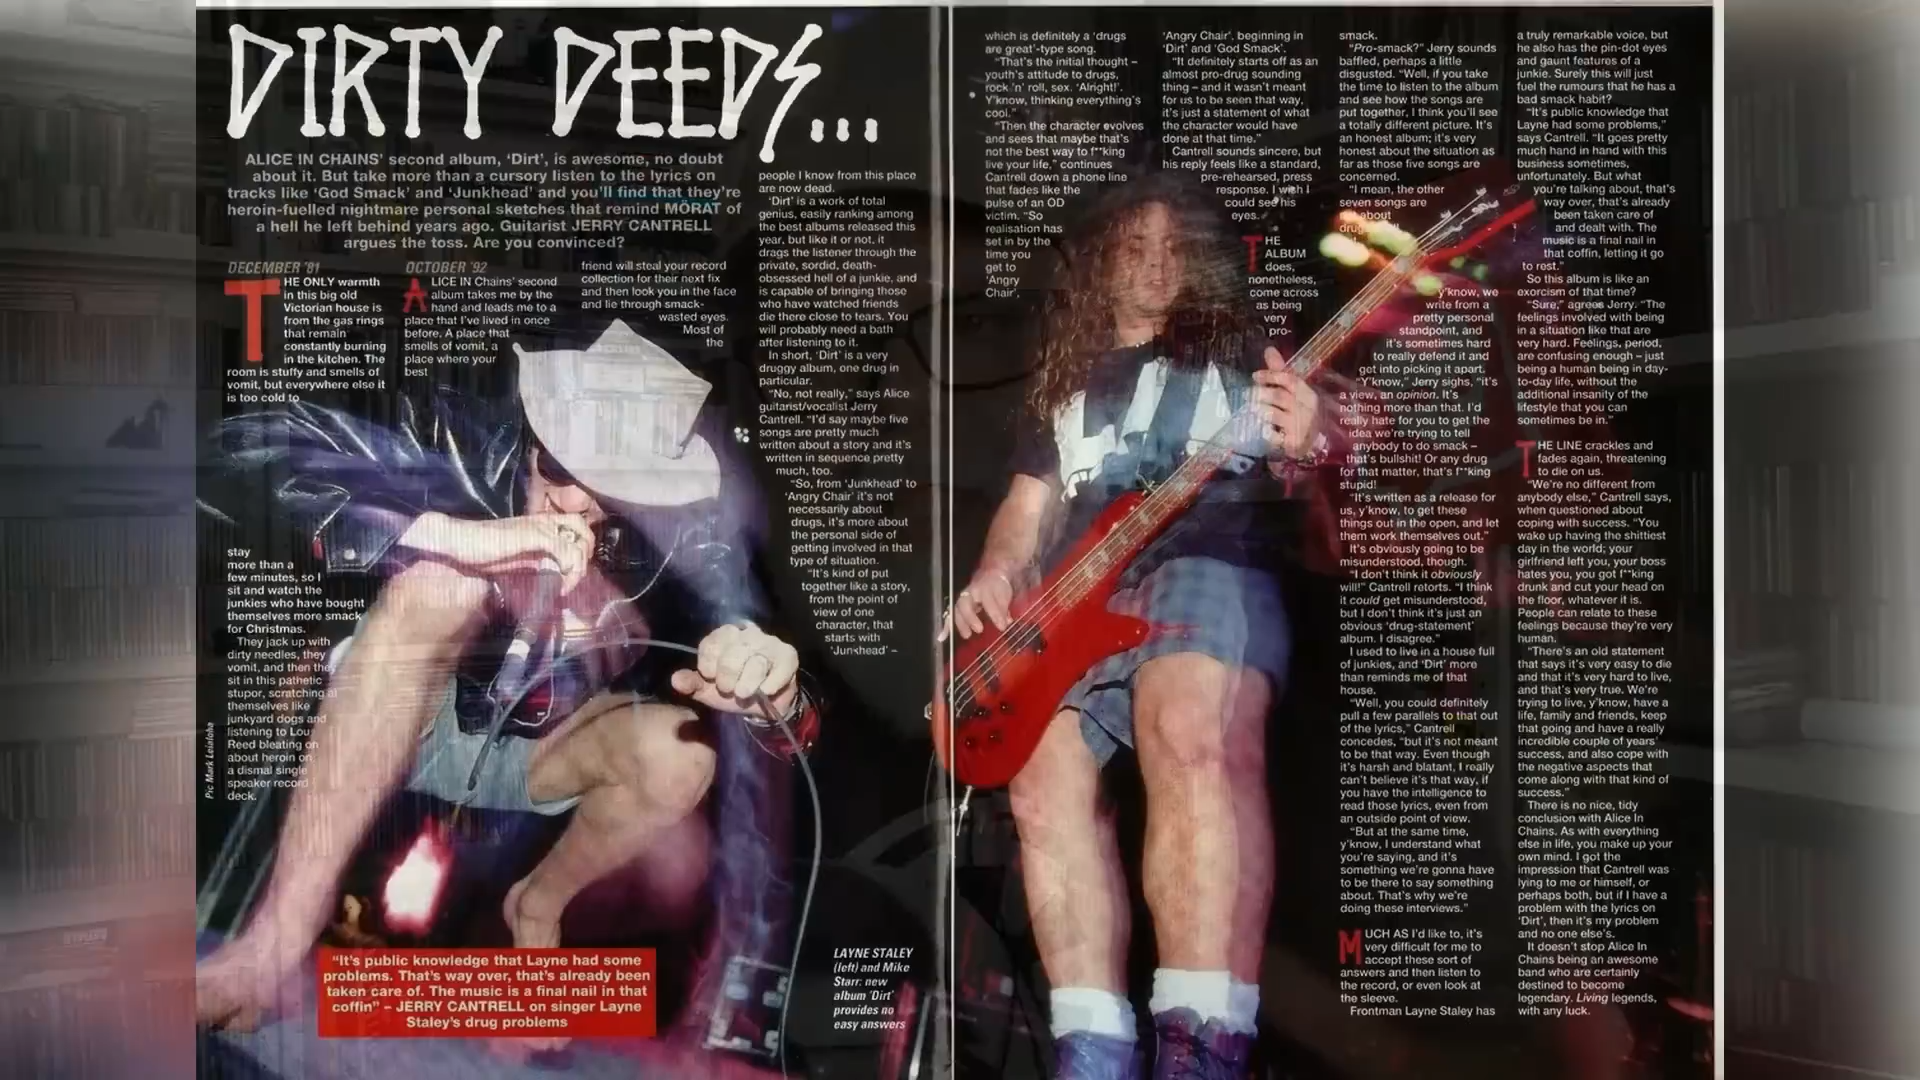 DIRTY DEEDS...
ALICE IN CHAINS' second album, 'Dirt', is awesome, no doubt
about it. But take more than a cursory listen to the lyrics on
tracks like 'God Smack' and 'Junkhead' and you'll find that they're
heroin-fuelled nightmare personal sketches that remind MÖRAT of
a hell he left behind years ago. Guitarist JERRY CANTRELL
argues the toss. Are you convinced?
DECEMBER '81
THE ONLY warmth
in this big old
Victorian house is
from the gas rings
that remain
constantly burning
in the kitchen. The
room is stuffy and smells of
vomit, but everywhere else it
is too cold to
stay
more than a
few minutes, so I
sit and watch the
junkies who have bought
themselves more smack
for Christmas.
They jack up with
dirty needles, they
vomit, and then they
sit in this pathetic
stupor, scratching at
themselves like
junkyard dogs and
listening to Lou
Reed bleating on
about heroin on
a dismal single
speaker record
deck.
OCTOBER '92
ALICE IN Chains' second
album takes me by the
hand and leads me to a
place that I've lived in once
before. A place that
smells of vomit, a
place where your
best
friend will steal your record
collection for their next fix
and then look you in the face
and lie through smack-
wasted eyes.
Most of
the
people I know from this place
are now dead.
'Dirt' is a work of total
genius, easily ranking among
the best albums released this
year, but like it or not, it
drags the listener through the
private, sordid, death-
obsessed hell of a junkie, and
is capable of bringing those
who have watched friends
die there close to tears. You
will probably need a bath
after listening to it.
In short, 'Dirt' is a very
druggy album, one drug in
particular.
"No, not really," says Alice
guitarist/vocalist Jerry
Cantrell. "I'd say maybe five
songs are pretty much
written about a story and it's
written in sequence pretty
much, too.
"So, from 'Junkhead' to
'Angry Chair' it's not
necessarily about
drugs, it's more about
the personal side of
getting involved in that
type of situation.
"It's kind of put
together like a story,
from the point of
view of one
character, that
starts with
'Junkhead' –
which is definitely a 'drugs
are great'-type song.
"That's the initial thought –
youth's attitude to drugs,
rock 'n' roll, sex. 'Alright!'.
Y'know, thinking everything's
cool."
"Then the character evolves
and sees that maybe that's
not the best way to f**king
live your life," continues
Cantrell down a phone line
that fades like the
pulse of an OD
victim. "So
realisation has
set in by the
time you
get to
'Angry
Chair',
'Angry Chair', beginning in
'Dirt' and 'God Smack'.
"It definitely starts off as an
almost pro-drug sounding
thing – and it wasn't meant
for us to be seen that way,
it's just a statement of what
the character would have
done at that time."
Cantrell sounds sincere, but
his reply feels like a standard,
pre-rehearsed, press
response. I wish I
could see his
eyes.
THE
ALBUM
does,
nonetheless,
come across
as being
very
pro-
smack.
"Pro-smack?" Jerry sounds
baffled, perhaps a little
disgusted. "Well, if you take
the time to listen to the album
and see how the songs are
put together, I think you'll see
a totally different picture. It's
an honest album; it's very
honest about the situation as
far as those five songs are
concerned.
"I mean, the other
seven songs are
not about
drugs
y'know, we
write from a
pretty personal
standpoint, and
it's sometimes hard
to really defend it and
get into picking it apart.
"Y'know," Jerry sighs, "it's
a view, an opinion. It's
nothing more than that. I'd
really hate for you to get the
idea we're trying to tell
anybody to do smack –
that's bullshit! Or any drug
for that matter, that's f**king
stupid!
"It's written as a release for
us, y'know, to get these
things out in the open, and let
them work themselves out."
It's obviously going to be
misunderstood, though.
"I don't think it obviously
will!" Cantrell retorts. "I think
it could get misunderstood,
but I don't think it's just an
obvious 'drug-statement'
album. I disagree."
I used to live in a house full
of junkies, and 'Dirt' more
than reminds me of that
house.
"Well, you could definitely
pull a few parallels to that out
of the lyrics," Cantrell
concedes, "but it's not meant
to be that way. Even though
it's harsh and blatant, I really
can't believe it's that way, if
you have the intelligence to
read those lyrics, even from
an outside point of view.
"But at the same time,
y'know, I understand what
you're saying, and it's
something we're gonna have
to be there to say something
about. That's why we're
doing these interviews."
MUCH AS I'd like to, it's
very difficult for me to
accept these sort of
answers and then listen to
the record, or even look at
the sleeve.
Frontman Layne Staley has
a truly remarkable voice, but
he also has the pin-dot eyes
and gaunt features of a
junkie. Surely this will just
fuel the rumours that he has a
bad smack habit?
"It's public knowledge that
Layne had some problems,"
says Cantrell. "It goes pretty
much hand in hand with this
business sometimes,
unfortunately. But what
you're talking about, that's
way over, that's already
been taken care of
and dealt with. The
music is a final nail in
that coffin, letting it go
to rest."
So this album is like an
exorcism of that time?
"Sure," agrees Jerry. "The
feelings involved with being
in a situation like that are
very hard. Feelings, period,
are confusing enough – just
being a human being in day-
to-day life, without the
additional insanity of the
lifestyle that you can
sometimes be in."
THE LINE crackles and
fades again, threatening
to die on us.
"We're no different from
anybody else," Cantrell says,
when questioned about
coping with success. "You
wake up having the shittiest
day in the world; your
girlfriend left you, your boss
hates you, you got f**king
drunk and cut your head on
the floor, whatever it is.
People can relate to these
feelings because they're very
human.
"There's an old statement
that says it's very easy to die
and that it's very hard to live,
and that's very true. We're
trying to live, y'know, have a
life, family and friends, keep
that going and have a really
incredible couple of years'
success, and also cope with
the negative aspects that
come along with that kind of
success."
There is no nice, tidy
conclusion with Alice In
Chains. As with everything
else in life, you make up your
own mind. I got the
impression that Cantrell was
lying to me or himself, or
perhaps both, but if I have a
problem with the lyrics on
'Dirt', then it's my problem
and no one else's.
It doesn't stop Alice In
Chains being an awesome
band who are certainly
destined to become
legendary. Living legends,
with any luck.
Pic Mark Leialoha
"It's public knowledge that Layne had some
problems. That's way over, that's already been
taken care of. The music is a final nail in that
coffin" – JERRY CANTRELL on singer Layne
Staley's drug problems
LAYNE STALEY
(left) and Mike
Starr: new
album 'Dirt'
provides no
easy answers